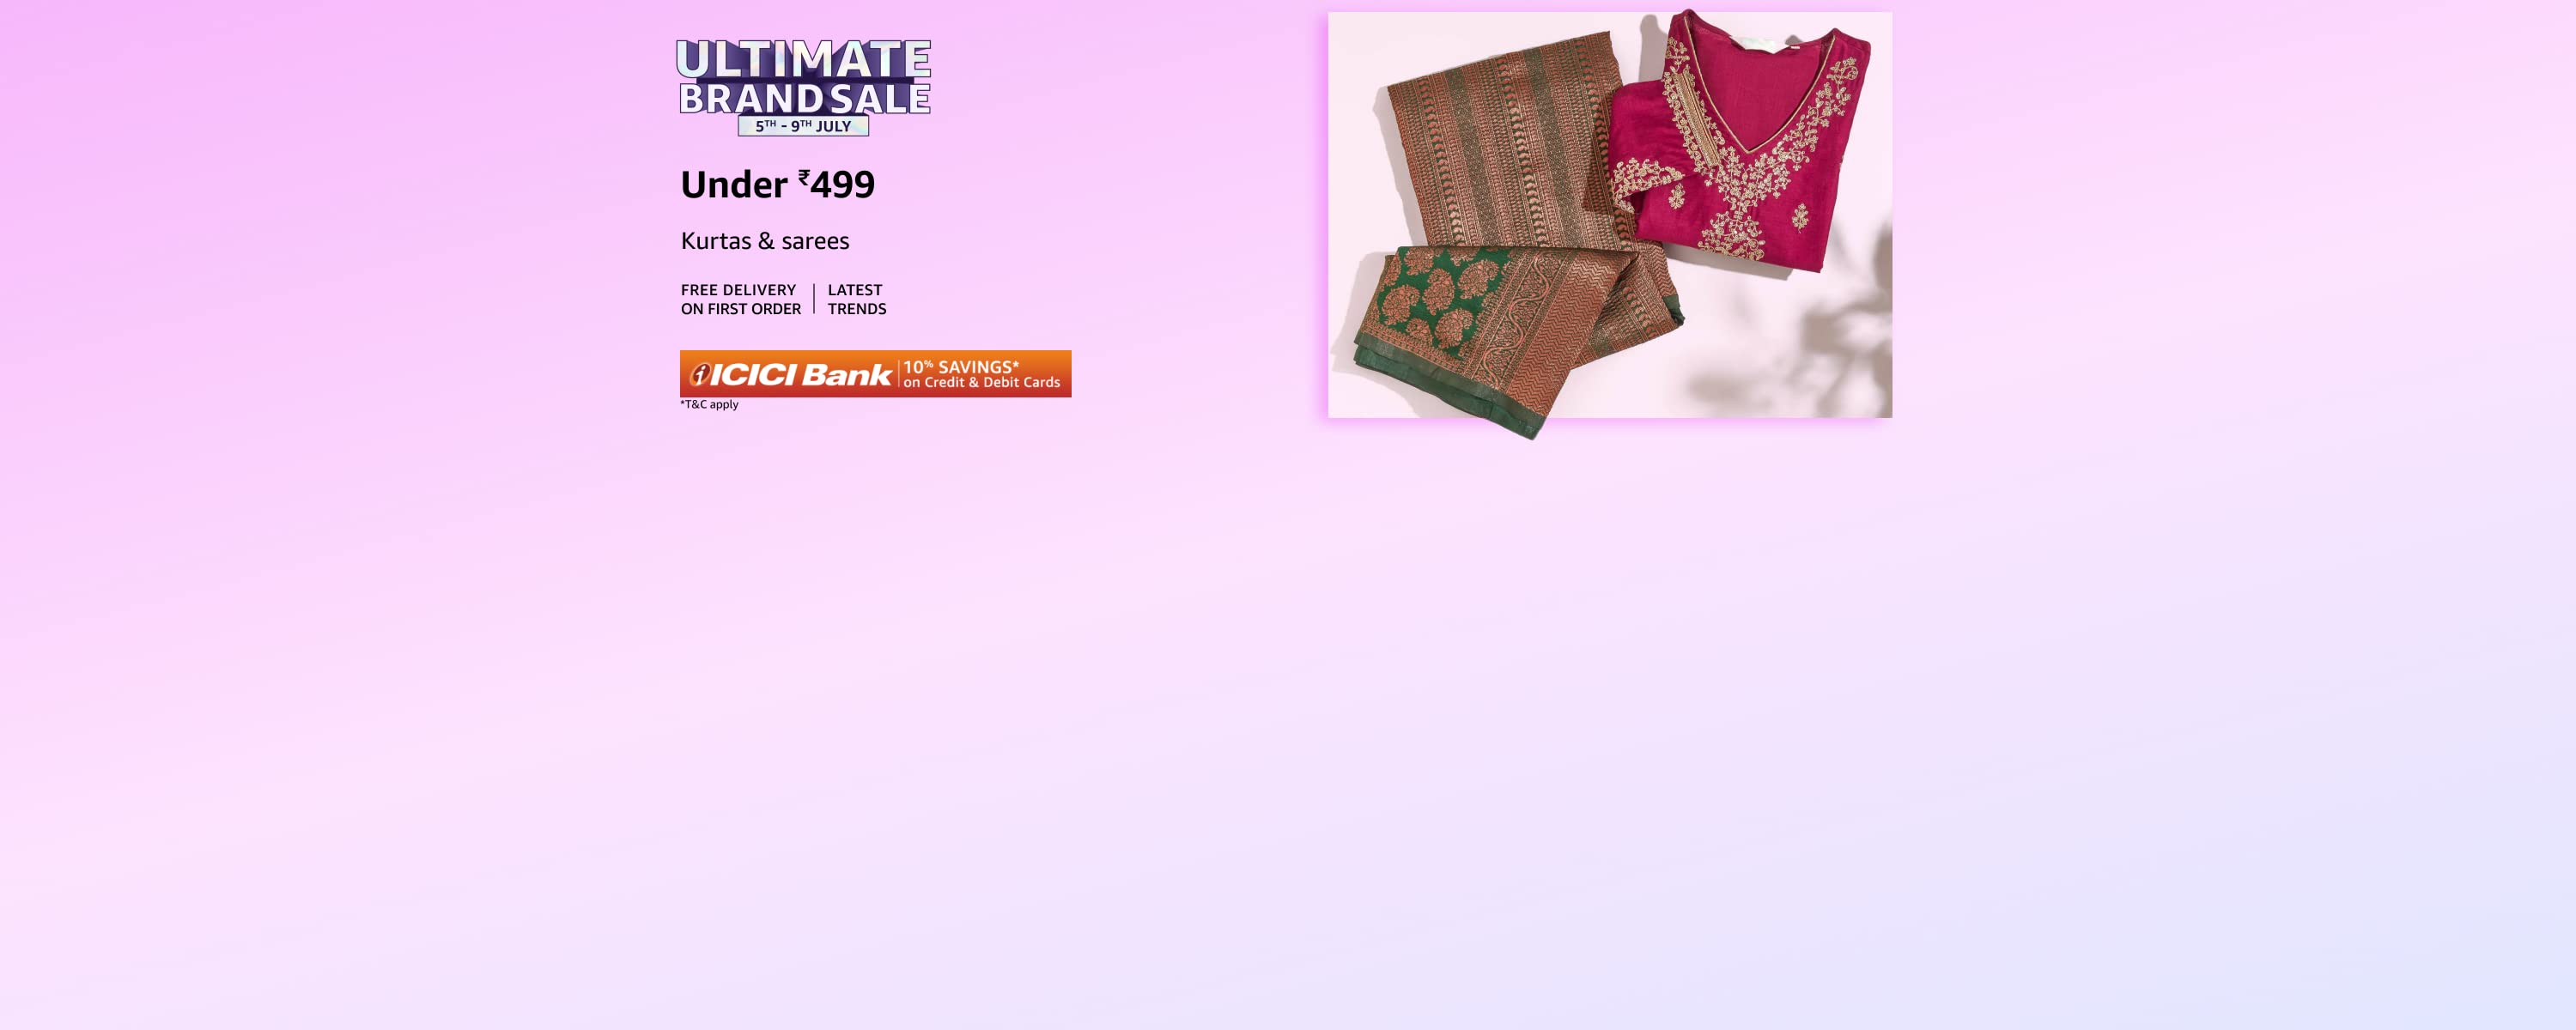 ULTIMATE
BRAND SALE
5TH - 9TH JULY
Under ₹499
Kurtas & sarees
FREE DELIVERY
ON FIRST ORDER
LATEST
TRENDS
ICICI Bank
10% SAVINGS*
on Credit & Debit Cards
*T&C apply